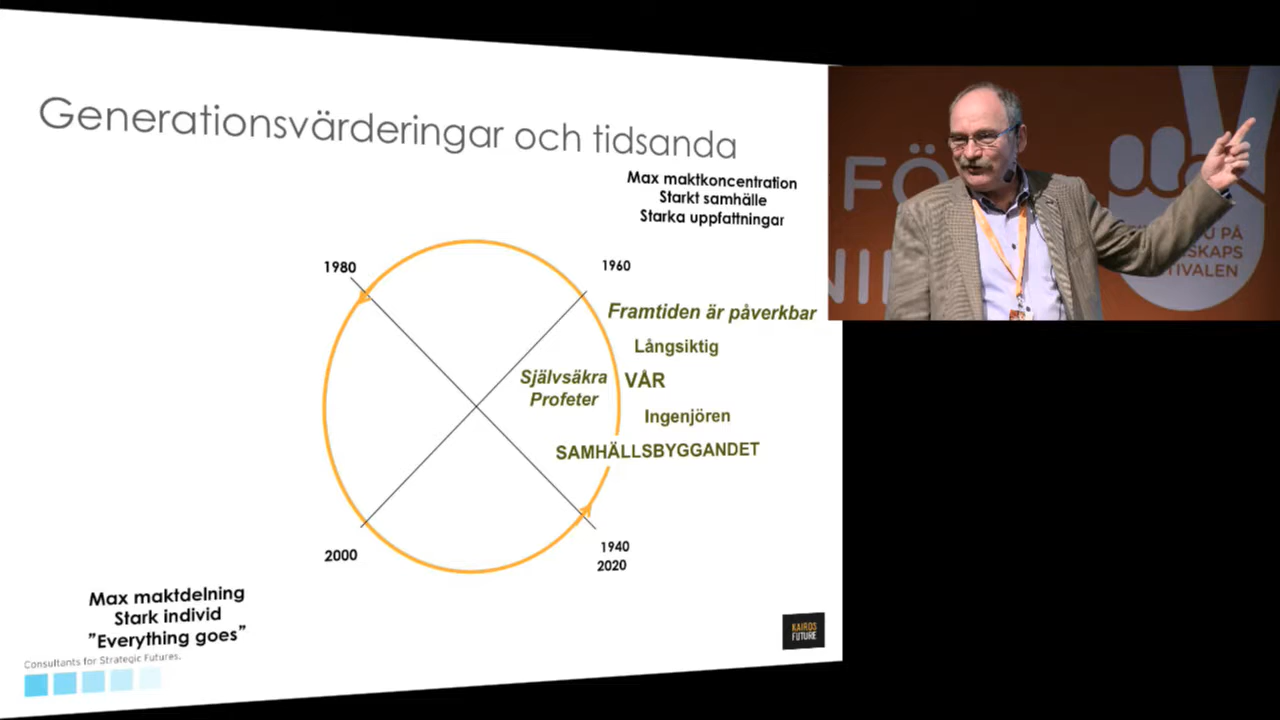 Generationsvärderingar och tidsanda
Max maktkoncentration
Starkt samhälle
Starka uppfattningar
1980
1960
Framtiden är påverkbar
Långsiktig
Självsäkra
Profeter
VÅR
Ingenjören
SAMHÄLLSBYGGANDET
2000
1940
2020
Max maktdelning
Stark individ
”Everything goes”
Consultants for Strategic Futures.
KAIROS
FUTURE
PÅ